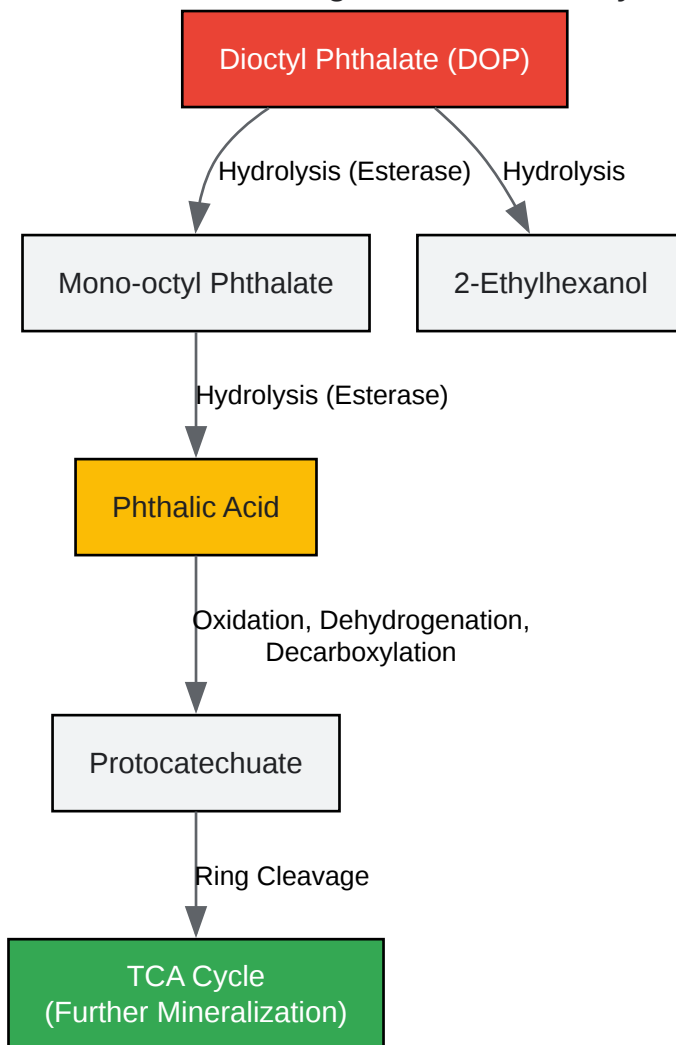 Dioctyl Phthalate (DOP)
Hydrolysis (Esterase)
Hydrolysis
Mono-octyl Phthalate
2-Ethylhexanol
Hydrolysis (Esterase)
Phthalic Acid
Oxidation, Dehydrogenation,
Decarboxylation
Protocatechuate
Ring Cleavage
TCA Cycle
(Further Mineralization)